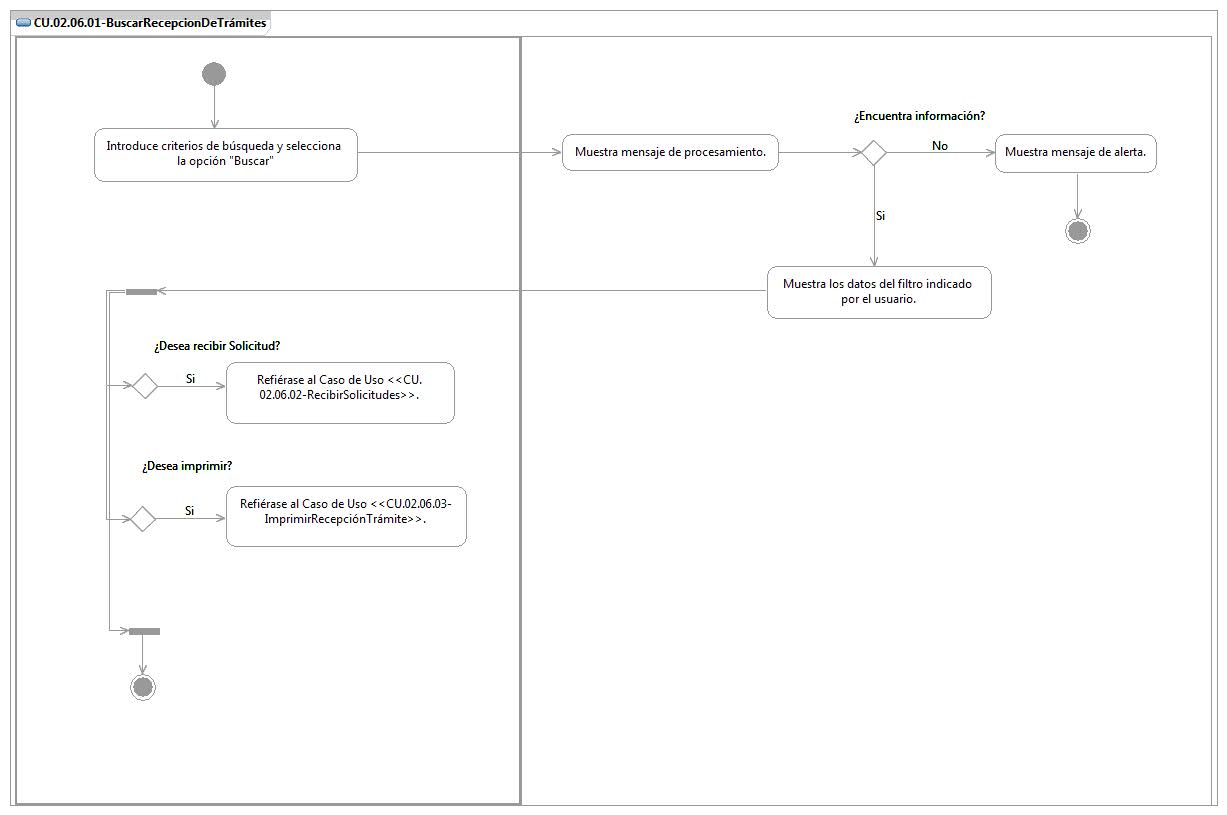 CU.02.06.01-BuscarRecepcionDeTrámites
Introduce criterios de búsqueda y selecciona
la opción "Buscar"
Muestra mensaje de procesamiento.
¿Encuentra información?
No
Muestra mensaje de alerta.
Si
Muestra los datos del filtro indicado
por el usuario.
¿Desea recibir Solicitud?
Si
Refiérase al Caso de Uso <<CU.
02.06.02-RecibirSolicitudes>>.
¿Desea imprimir?
Si
Refiérase al Caso de Uso <<CU.02.06.03-
ImprimirRecepciónTrámite>>.